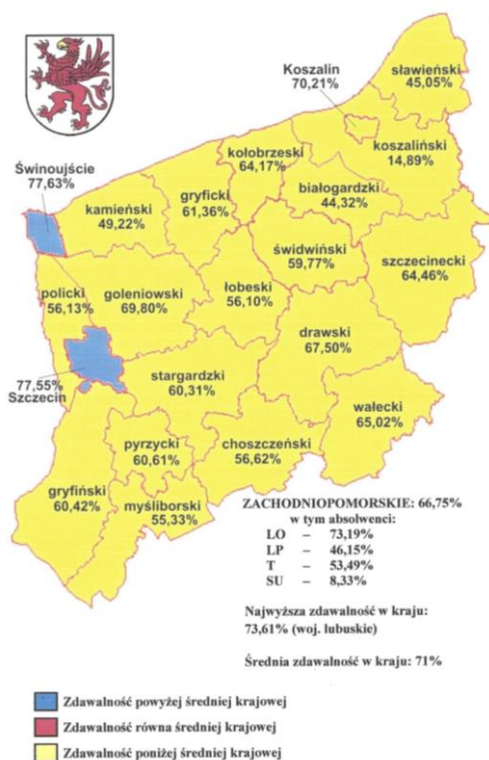 Koszalin
70,21%
sławieński
45,05%
koszaliński
14,89%
kołobrzeski
64,17%
białogardzki
44,32%
Świnoujście
77,63%
kamieński
49,22%
gryficki
61,36%
świdwiński
59,77%
szczecinecki
64,46%
policki
56,13%
goleniowski
69,80%
łobeski
56,10%
drawski
67,50%
77,55%
Szczecin
stargardzki
60,31%
wałecki
65,02%
pyrzycki
60,61%
choszczeński
56,62%
gryfiński
60,42%
myśliborski
55,33%
ZACHODNIOPOMORSKIE: 66,75%
w tym absolwenci:
LO – 73,19%
LP – 46,15%
T – 53,49%
SU – 8,33%
Najwyższa zdawalność w kraju:
73,61% (woj. lubuskie)
Średnia zdawalność w kraju: 71%
Zdawalność powyżej średniej krajowej
Zdawalność równa średniej krajowej
Zdawalność poniżej średniej krajowej